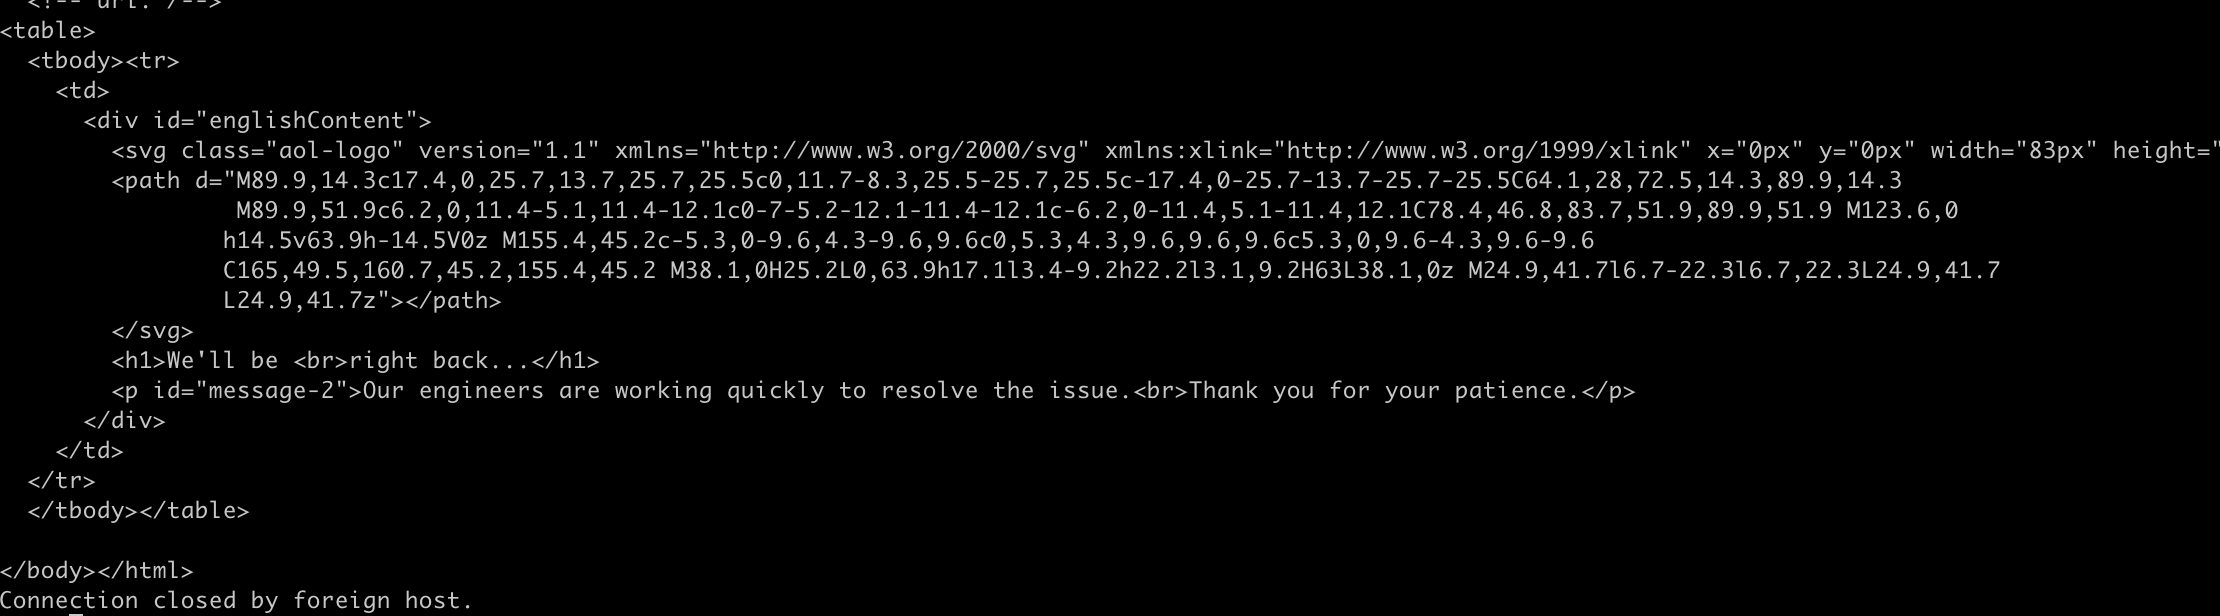 <!-- url: /-->
<table>
  <tbody><tr>
    <td>
      <div id="englishContent">
        <svg class="aol-logo" version="1.1" xmlns="http://www.w3.org/2000/svg" xmlns:xlink="http://www.w3.org/1999/xlink" x="0px" y="0px" width="83px" height="
        <path d="M89.9,14.3c17.4,0,25.7,13.7,25.7,25.5c0,11.7-8.3,25.5-25.7,25.5c-17.4,0-25.7-13.7-25.7-25.5C64.1,28,72.5,14.3,89.9,14.3
                 M89.9,51.9c6.2,0,11.4-5.1,11.4-12.1c0-7-5.2-12.1-11.4-12.1c-6.2,0-11.4,5.1-11.4,12.1C78.4,46.8,83.7,51.9,89.9,51.9 M123.6,0
                h14.5v63.9h-14.5V0z M155.4,45.2c-5.3,0-9.6,4.3-9.6,9.6c0,5.3,4.3,9.6,9.6,9.6c5.3,0,9.6-4.3,9.6-9.6
                C165,49.5,160.7,45.2,155.4,45.2 M38.1,0H25.2L0,63.9h17.1l3.4-9.2h22.2l3.1,9.2H63L38.1,0z M24.9,41.7l6.7-22.3l6.7,22.3L24.9,41.7
                L24.9,41.7z"></path>
        </svg>
        <h1>We'll be <br>right back...</h1>
        <p id="message-2">Our engineers are working quickly to resolve the issue.<br>Thank you for your patience.</p>
      </div>
    </td>
  </tr>
  </tbody></table>

</body></html>
Connection closed by foreign host.